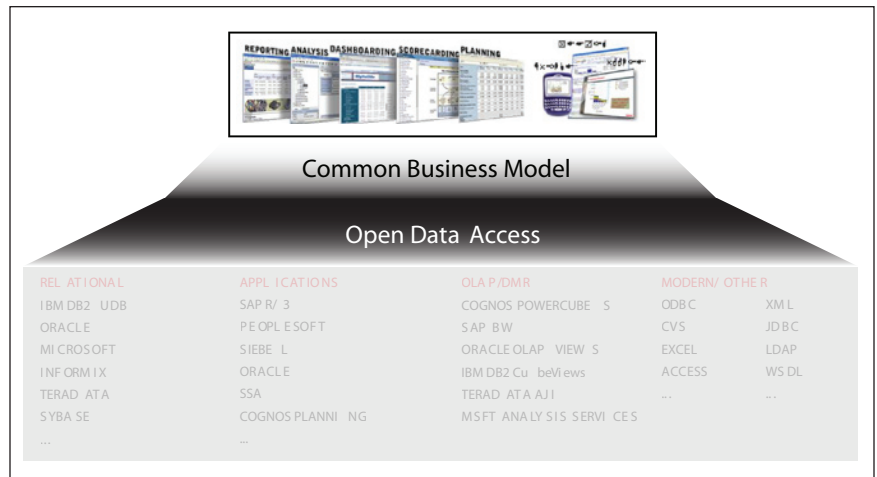 REPORTING ANALYSIS DASHBOARDING SCORECARDING PLANNING
Common Business Model
Open Data Access
RELATIONAL APPLICATIONS OLAP/DMR MODERN/OTHER
IBM DB2 UDB SAP R/3 COGNOS POWERCUBES ODBC XML
ORACLE PEOPLESOFT SAP BW CVS JDBC
MICROSOFT SIEBEL ORACLE OLAP VIEWS EXCEL LDAP
INFORMIX ORACLE IBM DB2 CubeViews ACCESS WSDL
TERADATA SSA TERADATA AJI ... ...
SYBASE COGNOS PLANNING MSFT ANALYSIS SERVICES
... ...